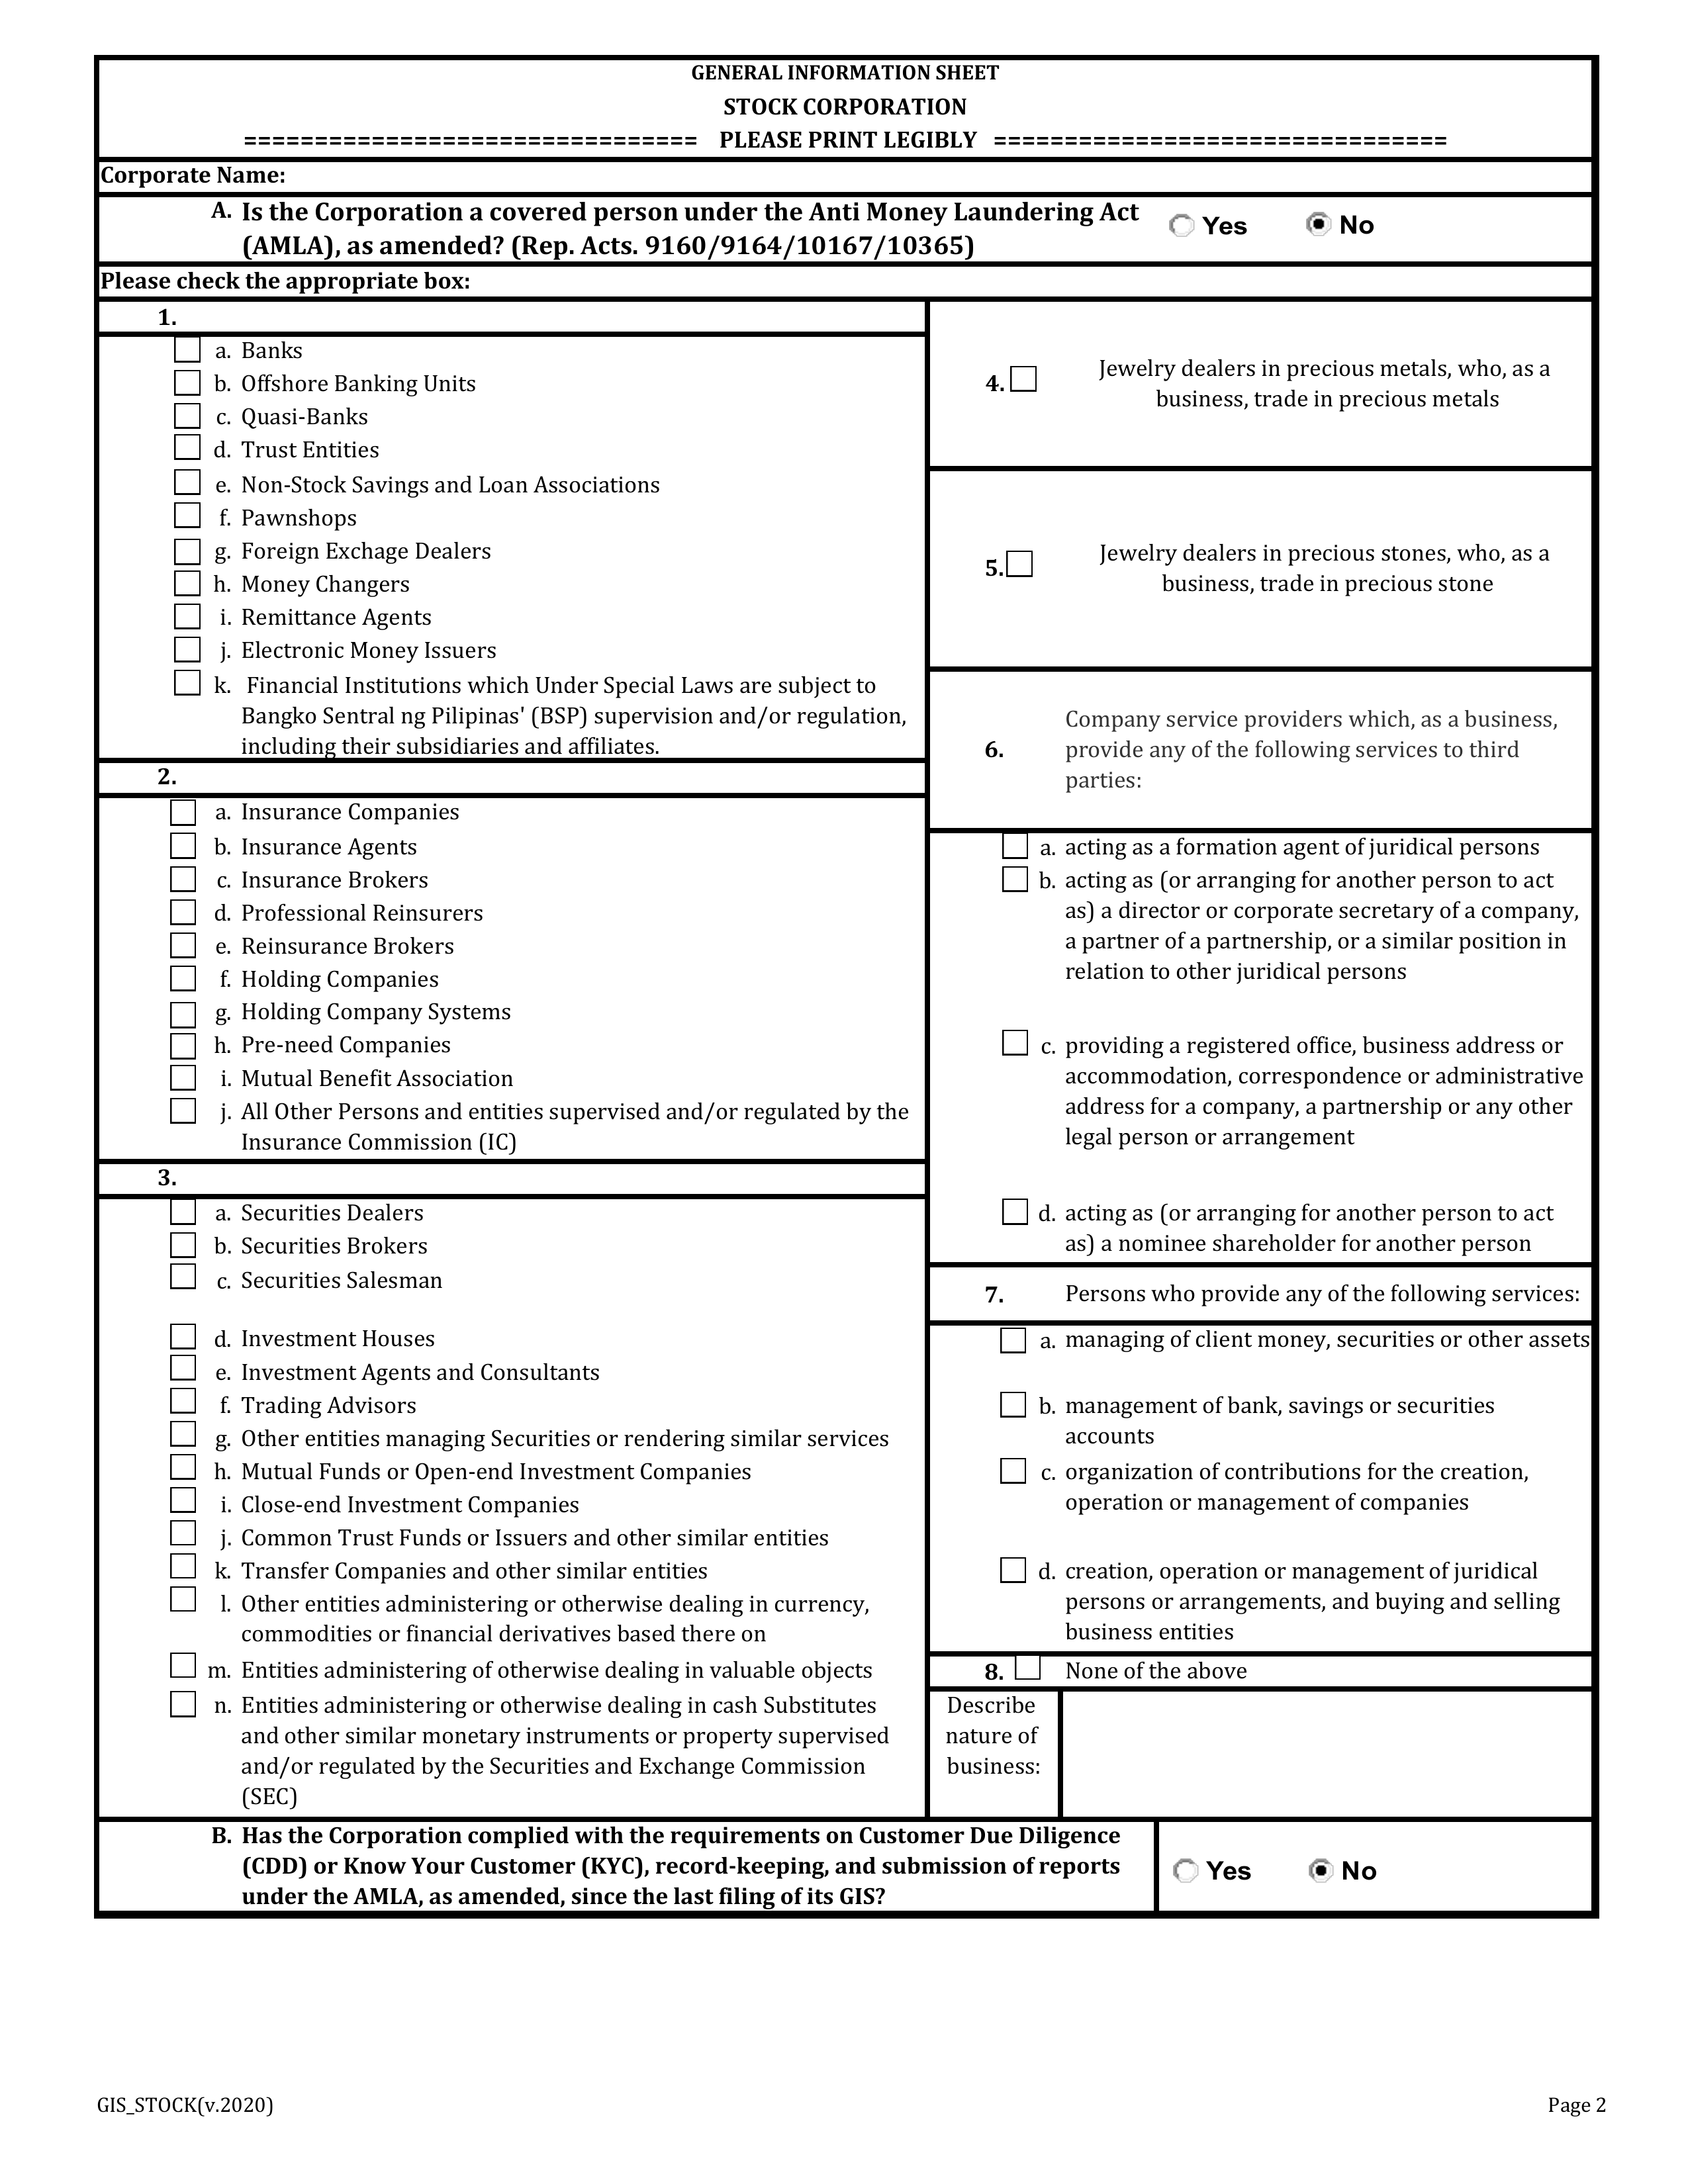 GENERAL INFORMATION SHEET
STOCK CORPORATION
================================ PLEASE PRINT LEGIBLY ================================
Corporate Name:
A. Is the Corporation a covered person under the Anti Money Laundering Act
(AMLA), as amended? (Rep. Acts. 9160/9164/10167/10365)
Yes No
Please check the appropriate box:
1.
a. Banks
b. Offshore Banking Units
c. Quasi-Banks
d. Trust Entities
e. Non-Stock Savings and Loan Associations
f. Pawnshops
g. Foreign Exchage Dealers
h. Money Changers
i. Remittance Agents
j. Electronic Money Issuers
k. Financial Institutions which Under Special Laws are subject to
Bangko Sentral ng Pilipinas' (BSP) supervision and/or regulation,
including their subsidiaries and affiliates.
2.
a. Insurance Companies
b. Insurance Agents
c. Insurance Brokers
d. Professional Reinsurers
e. Reinsurance Brokers
f. Holding Companies
g. Holding Company Systems
h. Pre-need Companies
i. Mutual Benefit Association
j. All Other Persons and entities supervised and/or regulated by the
Insurance Commission (IC)
3.
a. Securities Dealers
b. Securities Brokers
c. Securities Salesman
d. Investment Houses
e. Investment Agents and Consultants
f. Trading Advisors
g. Other entities managing Securities or rendering similar services
h. Mutual Funds or Open-end Investment Companies
i. Close-end Investment Companies
j. Common Trust Funds or Issuers and other similar entities
k. Transfer Companies and other similar entities
l. Other entities administering or otherwise dealing in currency,
commodities or financial derivatives based there on
m. Entities administering of otherwise dealing in valuable objects
n. Entities administering or otherwise dealing in cash Substitutes
and other similar monetary instruments or property supervised
and/or regulated by the Securities and Exchange Commission
(SEC)
4. Jewelry dealers in precious metals, who, as a
business, trade in precious metals
5. Jewelry dealers in precious stones, who, as a
business, trade in precious stone
6. Company service providers which, as a business,
provide any of the following services to third
parties:
a. acting as a formation agent of juridical persons
b. acting as (or arranging for another person to act
as) a director or corporate secretary of a company,
a partner of a partnership, or a similar position in
relation to other juridical persons
c. providing a registered office, business address or
accommodation, correspondence or administrative
address for a company, a partnership or any other
legal person or arrangement
d. acting as (or arranging for another person to act
as) a nominee shareholder for another person
7. Persons who provide any of the following services:
a. managing of client money, securities or other assets
b. management of bank, savings or securities
accounts
c. organization of contributions for the creation,
operation or management of companies
d. creation, operation or management of juridical
persons or arrangements, and buying and selling
business entities
8. None of the above
Describe
nature of
business:
B. Has the Corporation complied with the requirements on Customer Due Diligence
(CDD) or Know Your Customer (KYC), record-keeping, and submission of reports
under the AMLA, as amended, since the last filing of its GIS?
Yes No
GIS_STOCK(v.2020) Page 2